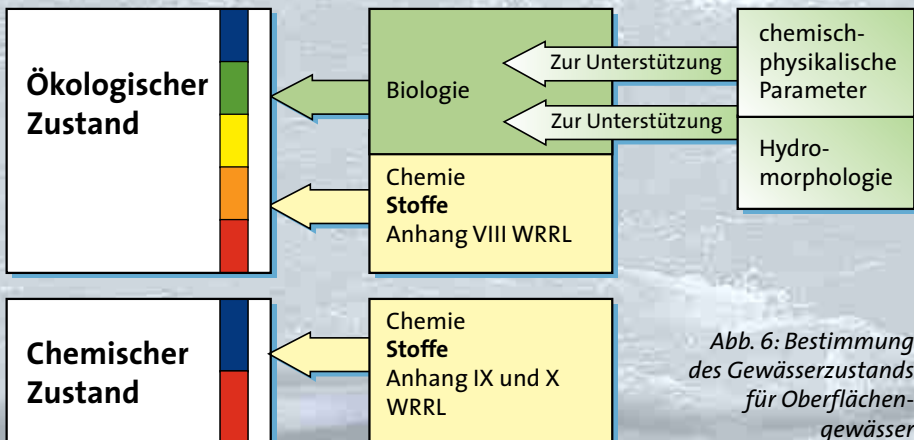 Ökologischer
Zustand
Biologie
Zur Unterstützung
Zur Unterstützung
chemisch-
physikalische
Parameter
Hydro-
morphologie
Chemie
Stoffe
Anhang VIII WRRL
Chemischer
Zustand
Chemie
Stoffe
Anhang IX und X
WRRL
Abb. 6: Bestimmung
des Gewässerzustands
für Oberflächen-
gewässer